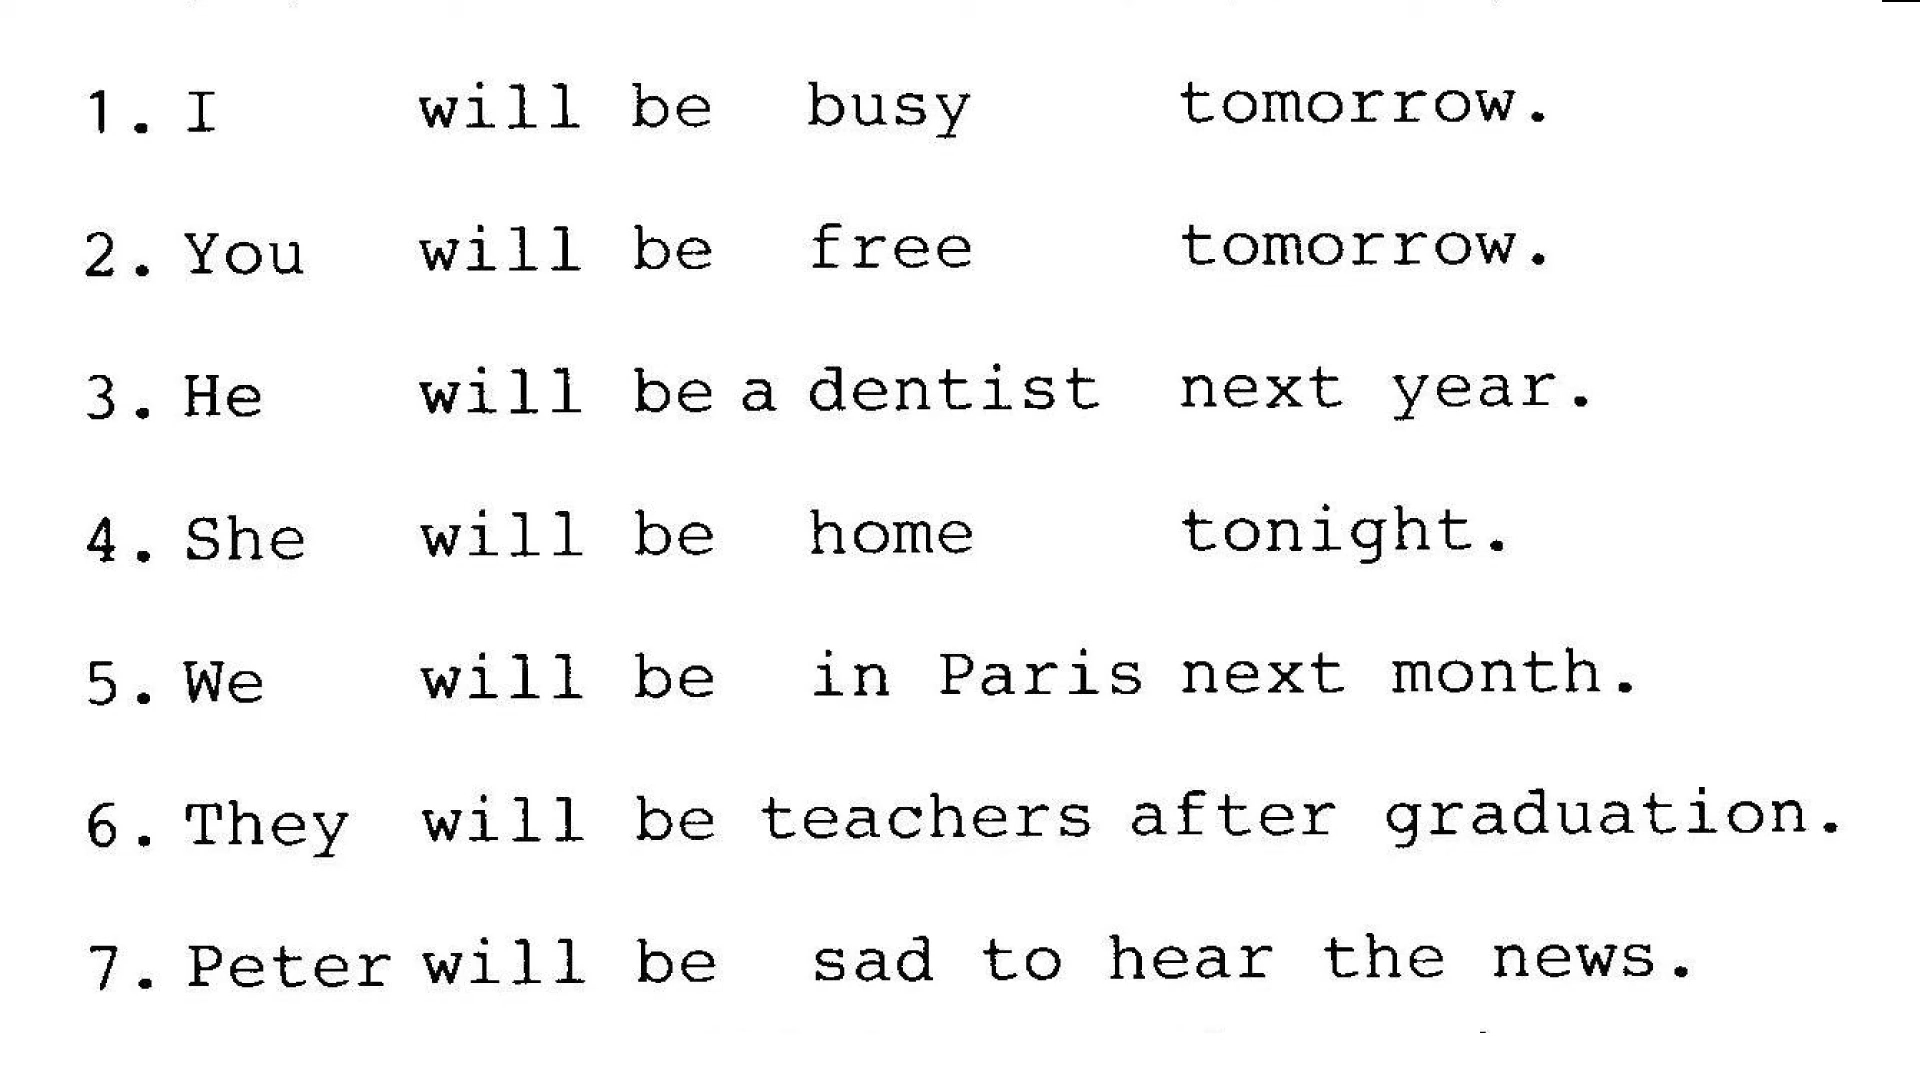 1. I will be busy tomorrow.
2. You will be free tomorrow.
3. He will be a dentist next year.
4. She will be home tonight.
5. We will be in Paris next month.
6. They will be teachers after graduation.
7. Peter will be sad to hear the news.